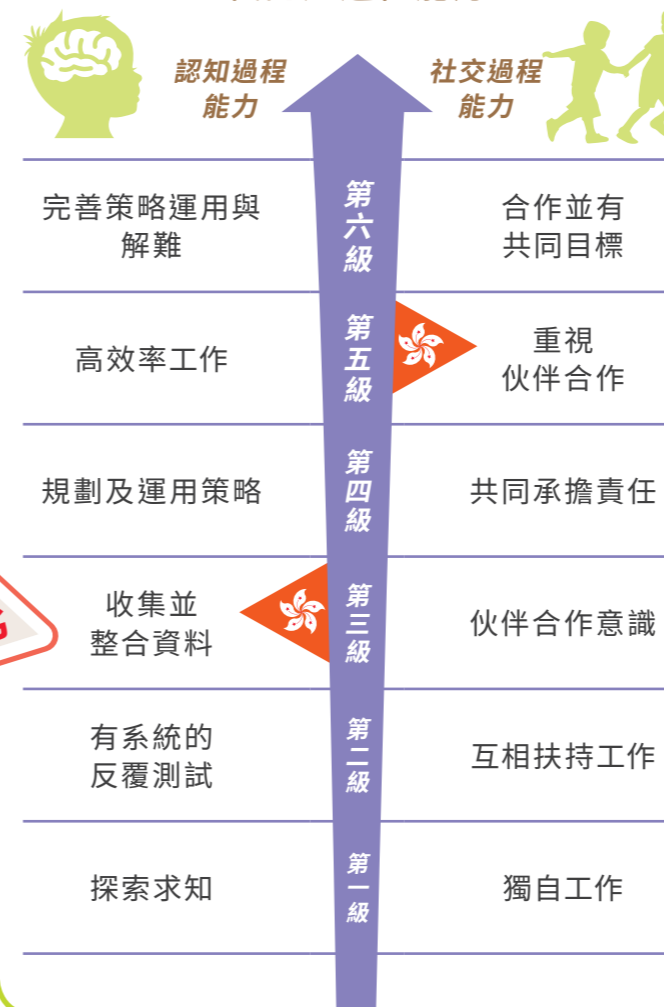 認知過程
能力
社交過程
能力
第六級
完善策略運用與
解難
合作並有
共同目標
第五級
高效率工作
重視
伙伴合作
第四級
規劃及運用策略
共同承擔責任
第三級
收集並
整合資料
伙伴合作意識
第二級
有系統的
反覆測試
互相扶持工作
第一級
探索求知
獨自工作